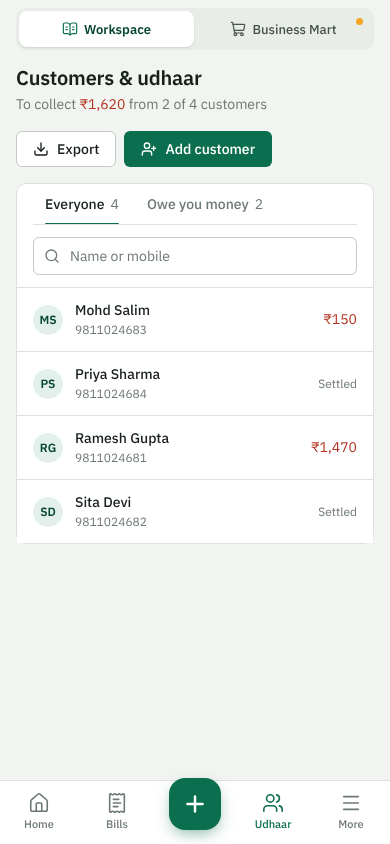 Workspace
Business Mart
Customers & udhaar
To collect ₹1,620 from 2 of 4 customers
Export
Add customer
Everyone 4
Owe you money 2
Name or mobile
MS
Mohd Salim
9811024683
₹150
PS
Priya Sharma
9811024684
Settled
RG
Ramesh Gupta
9811024681
₹1,470
SD
Sita Devi
9811024682
Settled
Home
Bills
Udhaar
More